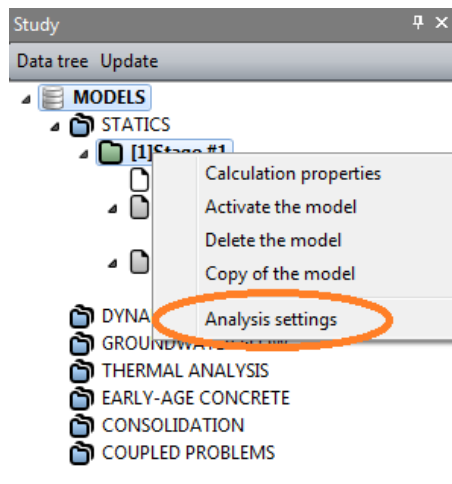 Study
Data tree Update
MODELS
STATICS
[1]Stage #1
Calculation properties
Activate the model
Delete the model
Copy of the model
Analysis settings
DYNA
THERMAL ANALYSIS
EARLY-AGE CONCRETE
CONSOLIDATION
COUPLED PROBLEMS